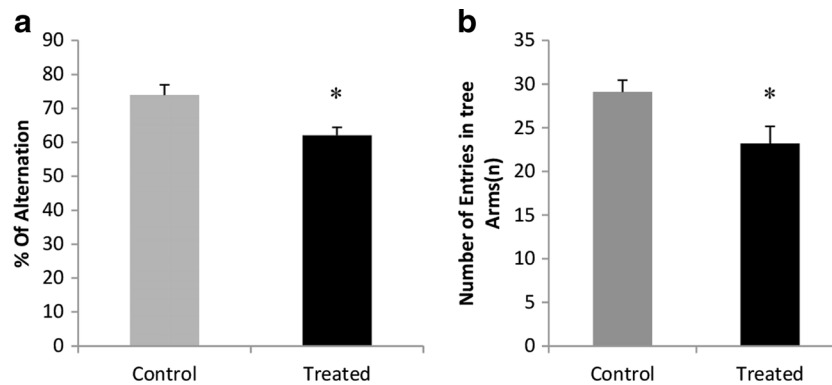 a
% Of Alternation
90
80
70
60
50
40
30
20
10
0
*
Control
Treated
b
Number of Entries in tree
Arms(n)
35
30
25
20
15
10
5
0
*
Control
Treated